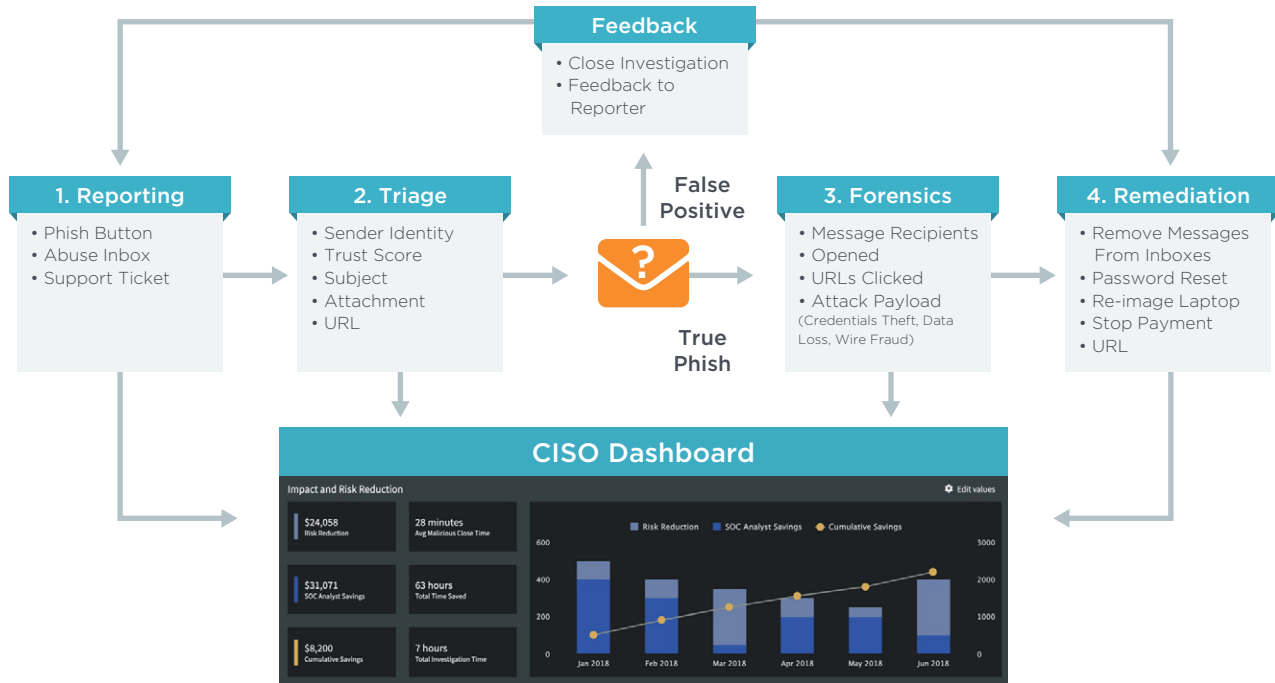 Feedback
• Close Investigation
• Feedback to
Reporter
1. Reporting
• Phish Button
• Abuse Inbox
• Support Ticket
2. Triage
• Sender Identity
• Trust Score
• Subject
• Attachment
• URL
False
Positive
?
True
Phish
3. Forensics
• Message Recipients
• Opened
• URLs Clicked
• Attack Payload
(Credentials Theft, Data
Loss, Wire Fraud)
4. Remediation
• Remove Messages
From Inboxes
• Password Reset
• Re-image Laptop
• Stop Payment
• URL
CISO Dashboard
Impact and Risk Reduction
Edit values
$24,058
Risk Reduction
28 minutes
Avg Malicious Close Time
$31,071
SOC Analyst Savings
63 hours
Total Time Saved
$8,200
Cumulative Savings
7 hours
Total Investigation Time
Risk Reduction SOC Analyst Savings Cumulative Savings
600 3000
400 2000
200 1000
0 0
Jan 2018 Feb 2018 Mar 2018 Apr 2018 May 2018 Jun 2018